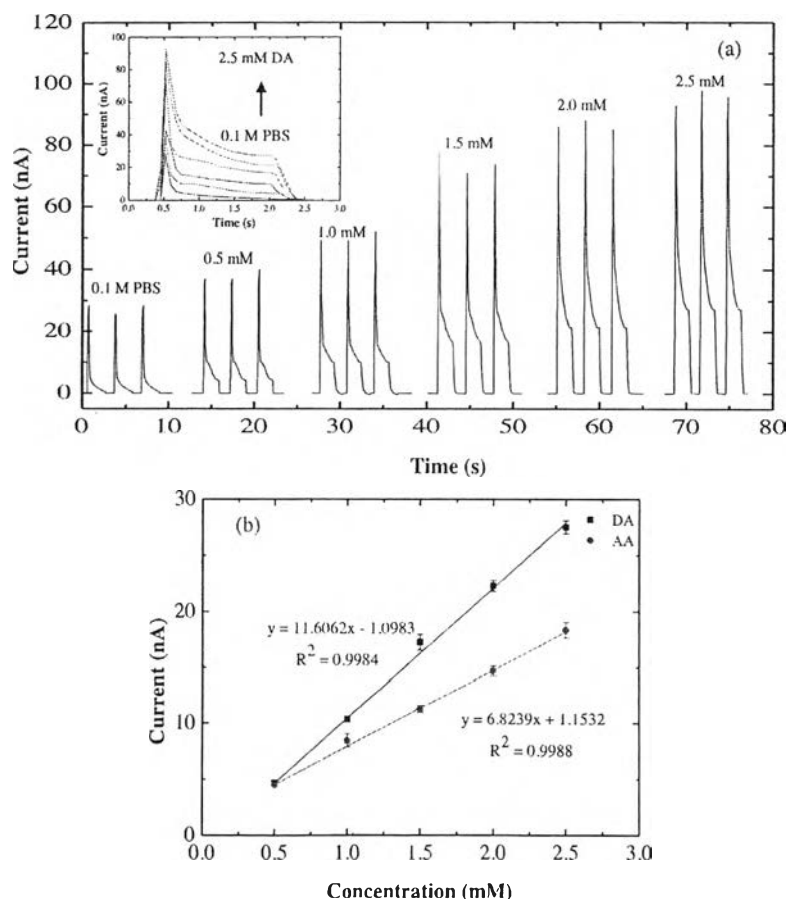 (a)
120
100
80
60
40
20
0
Current (nA)
0 10 20 30 40 50 60 70 80
Time (s)
100
80
60
40
20
0
Current (nA)
0.0 0.5 1.0 1.5 2.0 2.5 3.0
Time (s)
2.5 mM DA
0.1 M PBS
0.1 M PBS
0.5 mM
1.0 mM
1.5 mM
2.0 mM
2.5 mM
(b)
30
20
10
0
Current (nA)
DA
AA
y = 11.6062x - 1.0983
R2 = 0.9984
y = 6.8239x + 1.1532
R2 = 0.9988
0.0 0.5 1.0 1.5 2.0 2.5 3.0
Concentration (mM)